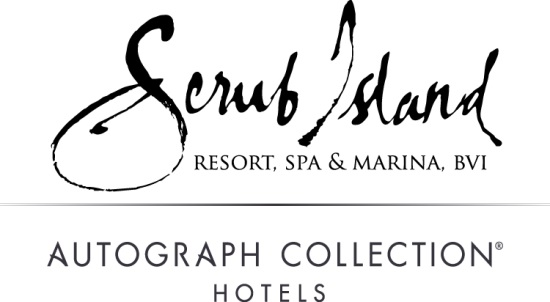 Scrub Island
RESORT, SPA & MARINA, BVI
AUTOGRAPH COLLECTION®
HOTELS